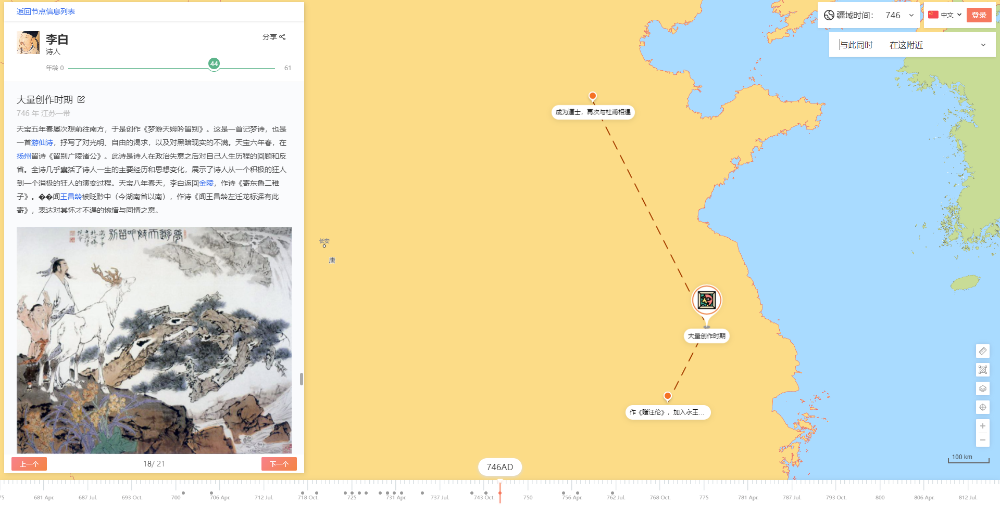 返回节点信息列表
李白
诗人
分享
年龄 0
44
61
大量创作时期
746 年 江苏一带
天宝五年春屡次想前往南方，于是创作《梦游天姥吟留别》。这是一首记梦诗，也是
一首游仙诗，抒写了对光明、自由的渴求，以及对黑暗现实的不满。天宝六年春，在
扬州留诗《留别广陵诸公》。此诗是诗人在政治失意之后对自己人生历程的回顾和反
省。全诗几乎囊括了诗人一生的主要经历和思想变化，展示了诗人从一个积极的狂人
到一个消极的狂人的演变过程。天宝八年春天，李白返回金陵，作诗《寄东鲁二稚
子》。��闻王昌龄被贬黔中（今湖南省以南），作诗《闻王昌龄左迁龙标遥有此
寄》，表达对其怀才不遇的惋惜与同情之意。
上一个
18/ 21
下一个
疆域时间：
746
中文
登录
与此同时
在这附近
成为道士，再次与杜甫相遇
长安
唐
大量创作时期
作《赠汪伦》，加入永王...
100 km
746AD
75
681 Apr.
687 Jul.
693 Oct.
700
706 Apr.
712 Jul.
718 Oct.
725
731 Apr.
737 Jul.
743 Oct.
750
756 Apr.
762 Jul.
768 Oct.
775
781 Apr.
787 Jul.
793 Oct.
800
806 Apr.
812 Jul.